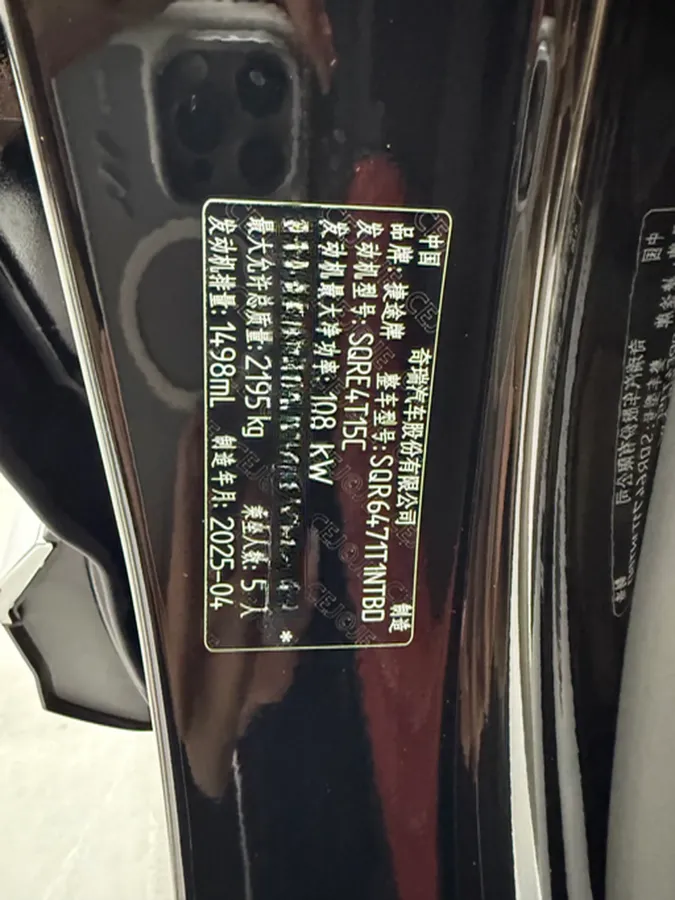 中国 奇瑞汽车股份有限公司 制造
品牌:捷途牌 整车型号:SQR6471T1NTBD
发动机型号:SQRE4T15C
发动机最大净功率:108 kW
*
最大允许总质量:2195 kg 乘坐人数:5人
发动机排量:1498mL 制造年月:2025-04
CEJOJE